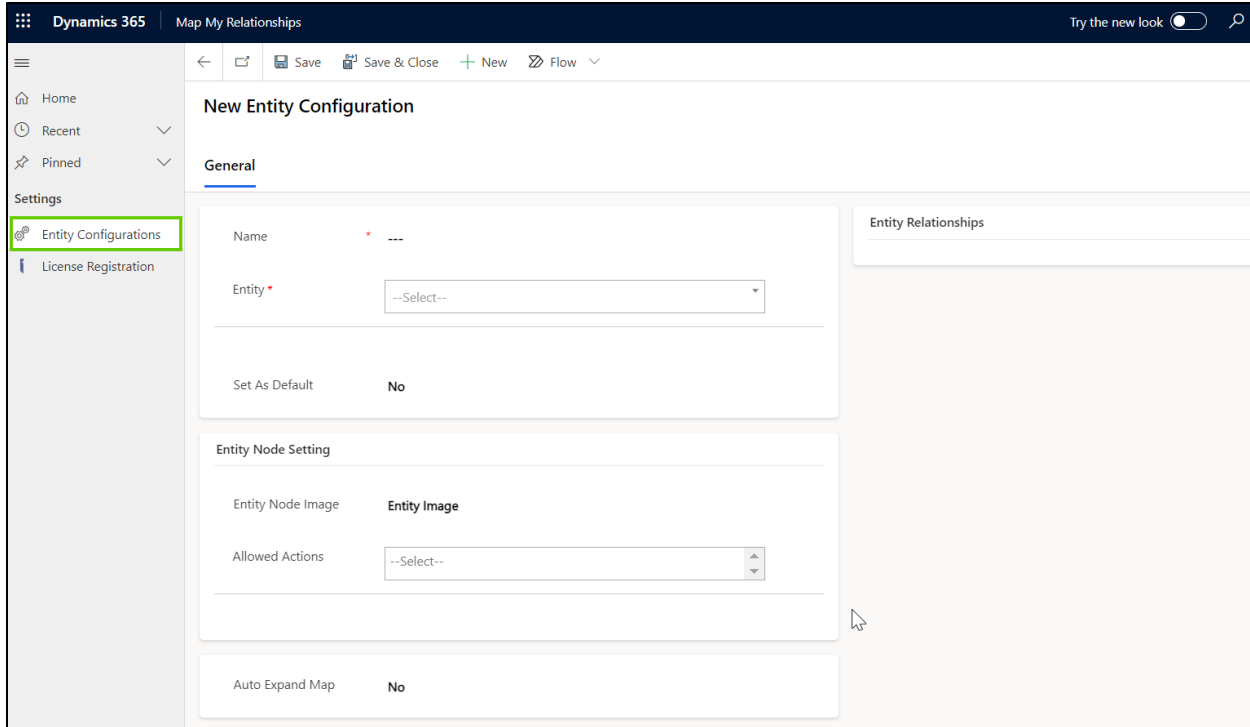 Dynamics 365 Map My Relationships Try the new look
Save Save & Close New Flow
Home
Recent
Pinned
Settings
Entity Configurations
License Registration
New Entity Configuration
General
Name * ---
Entity * --Select--
Set As Default No
Entity Node Setting
Entity Node Image Entity Image
Allowed Actions --Select--
Auto Expand Map No
Entity Relationships